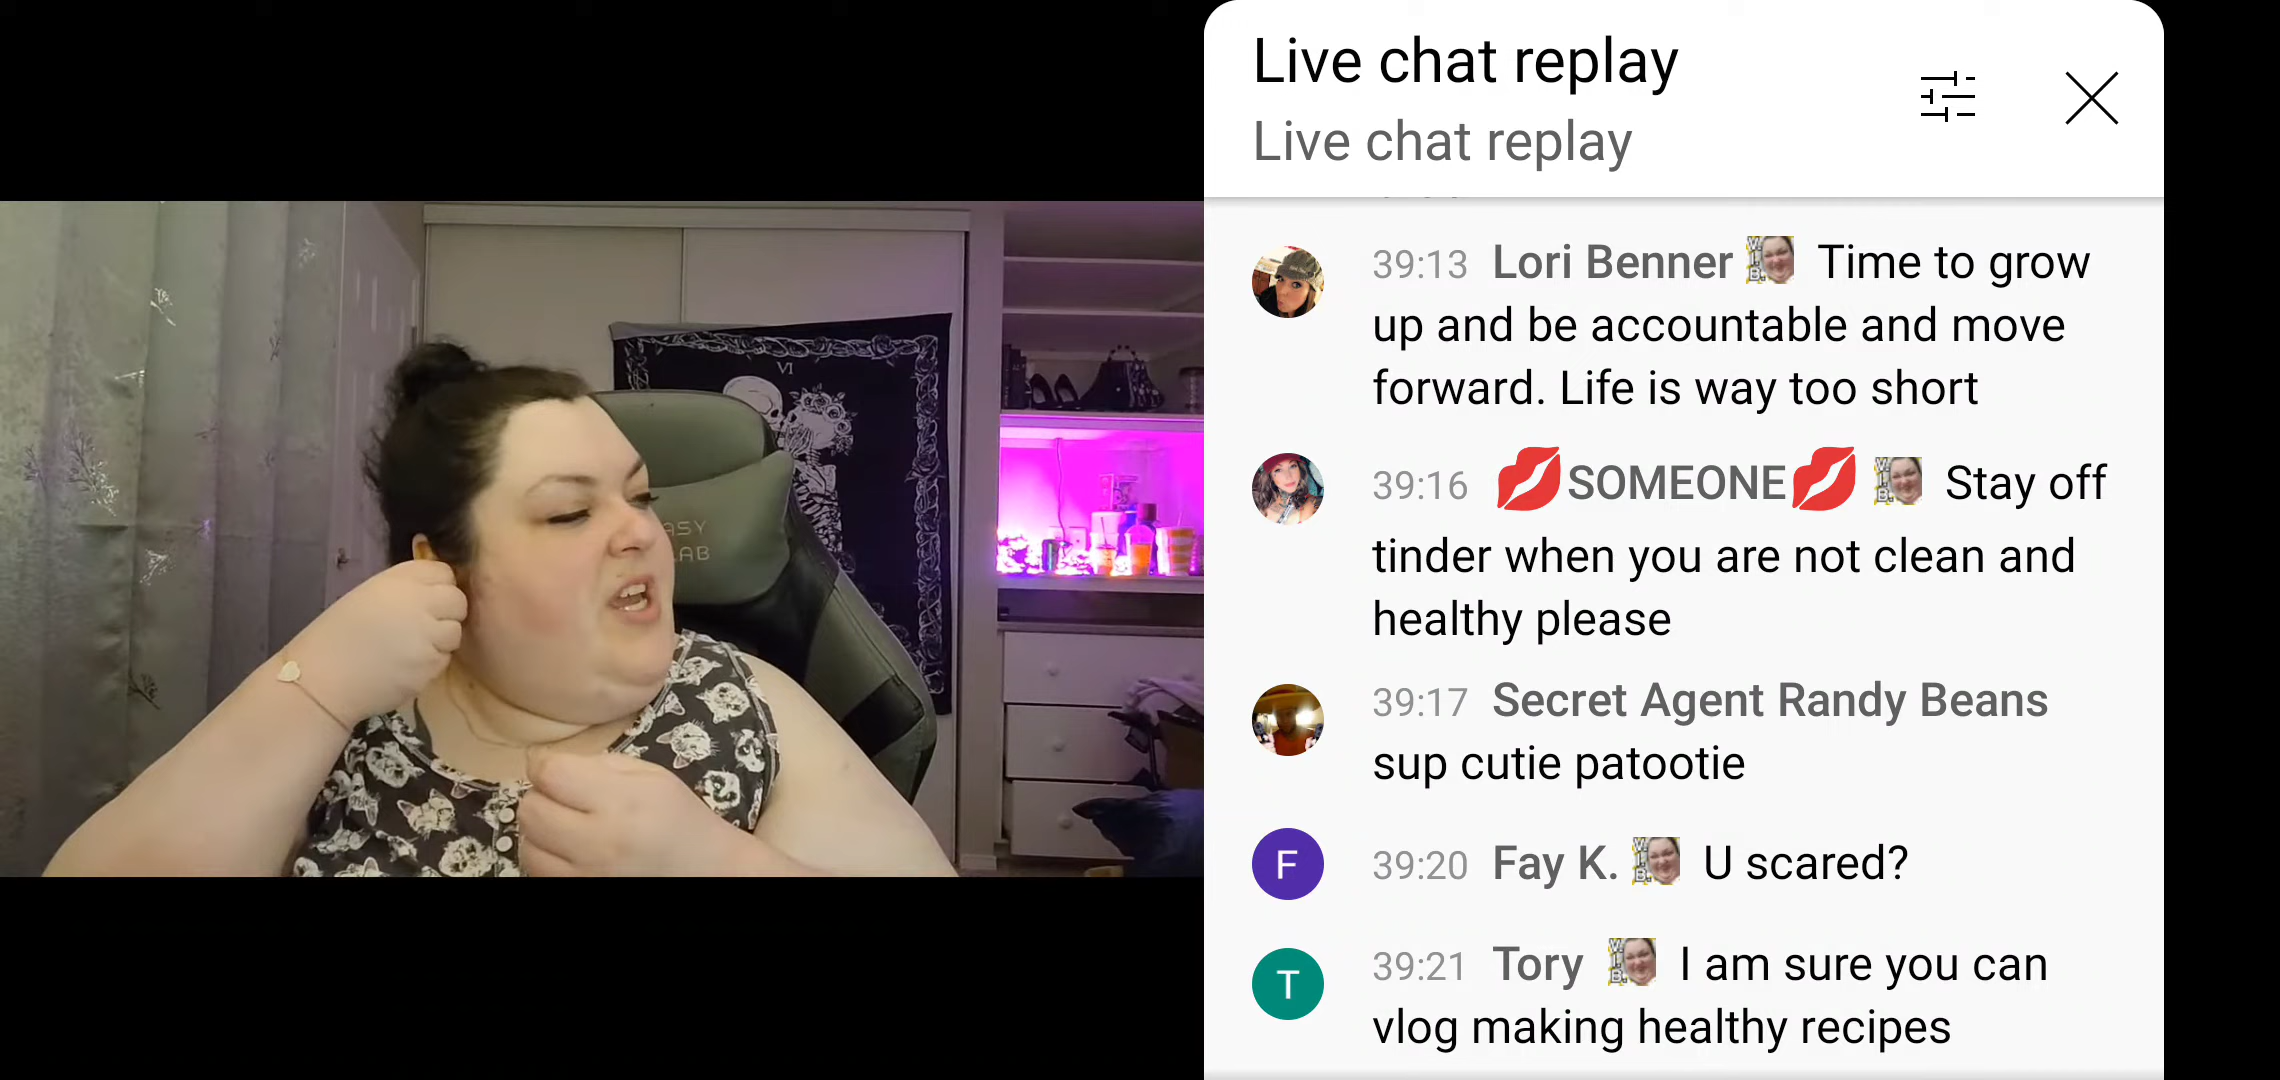 Live chat replay
Live chat replay
39:13 Lori Benner Time to grow
up and be accountable and move
forward. Life is way too short
39:16 💋SOMEONE💋 Stay off
tinder when you are not clean and
healthy please
39:17 Secret Agent Randy Beans
sup cutie patootie
F
39:20 Fay K. U scared?
T
39:21 Tory I am sure you can
vlog making healthy recipes
VI